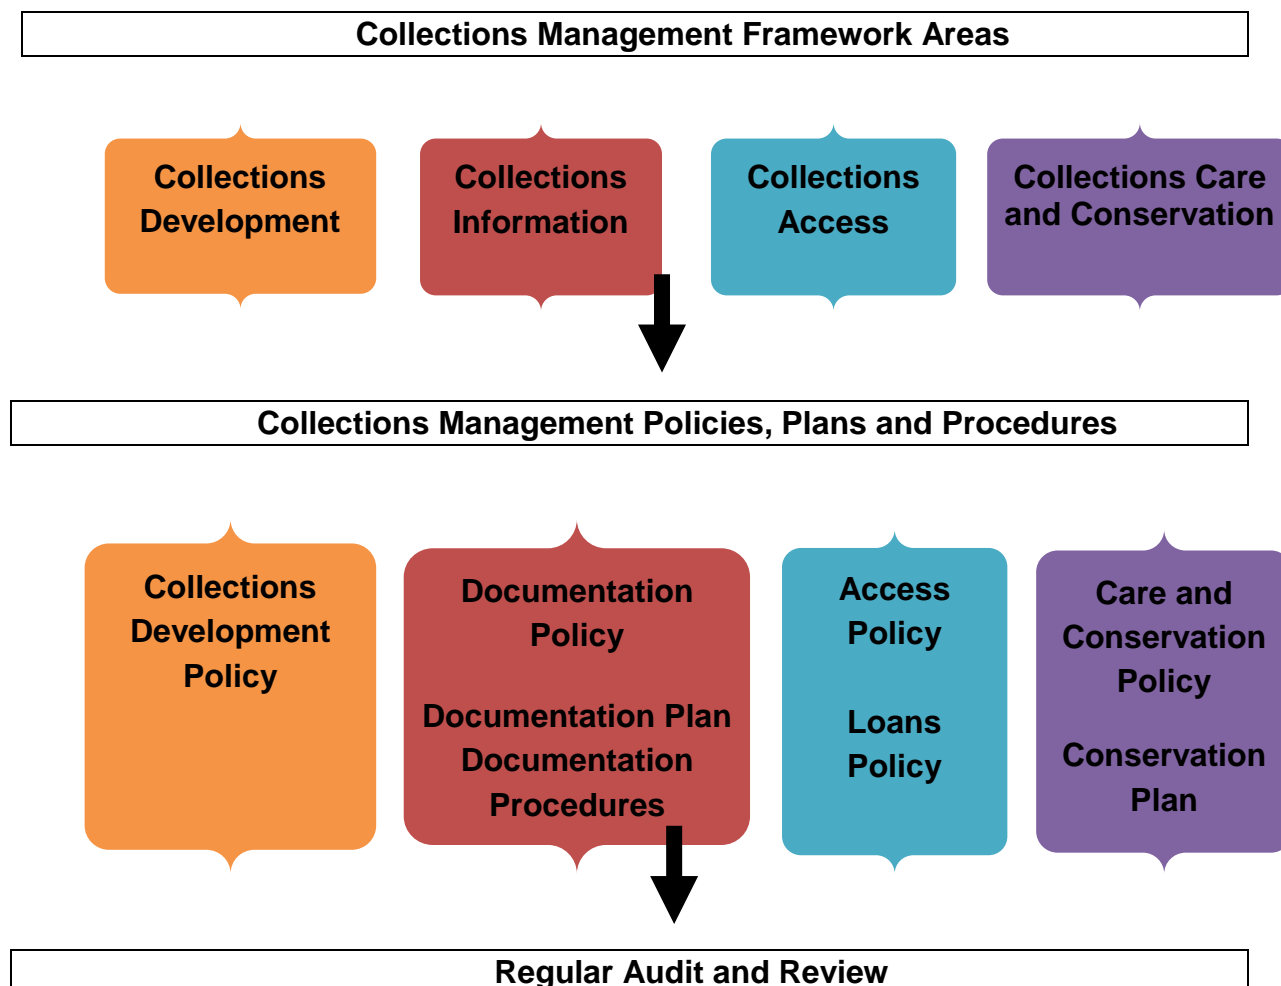 Collections Management Framework Areas
Collections
Development
Collections
Information
Collections
Access
Collections Care
and Conservation
Collections Management Policies, Plans and Procedures
Collections
Development
Policy
Documentation
Policy
Documentation Plan
Documentation
Procedures
Access
Policy
Loans
Policy
Care and
Conservation
Policy
Conservation
Plan
Regular Audit and Review